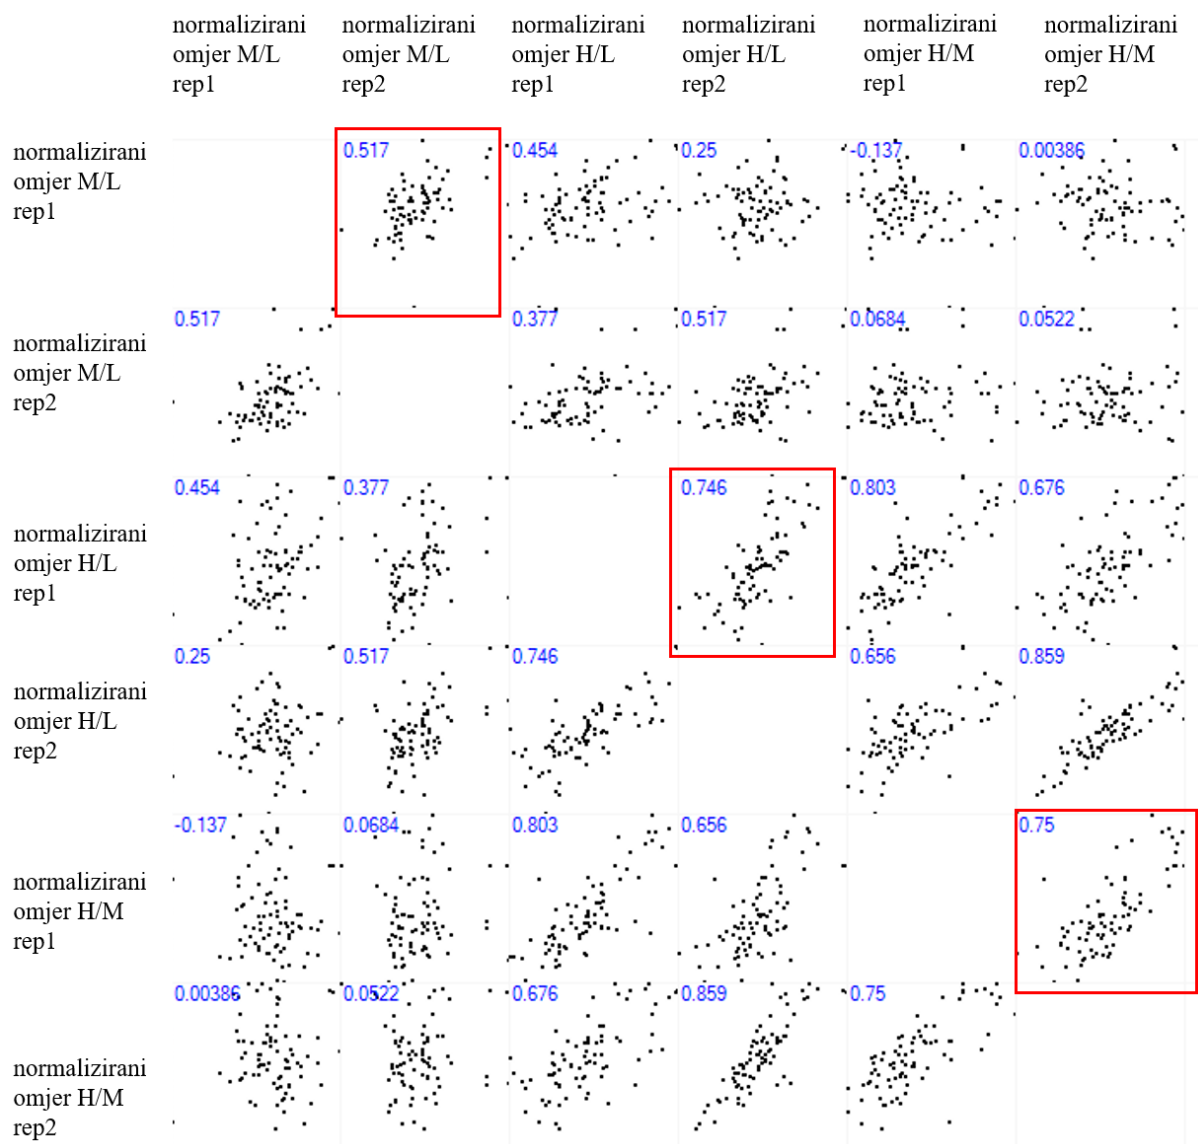 normalizirani
omjer M/L
rep1
normalizirani
omjer M/L
rep2
normalizirani
omjer H/L
rep1
normalizirani
omjer H/L
rep2
normalizirani
omjer H/M
rep1
normalizirani
omjer H/M
rep2
normalizirani
omjer M/L
rep1
0.517
0.454
0.25
-0.137
0.00386
normalizirani
omjer M/L
rep2
0.517
0.377
0.517
0.0684
0.0522
normalizirani
omjer H/L
rep1
0.454
0.377
0.746
0.803
0.676
normalizirani
omjer H/L
rep2
0.25
0.517
0.746
0.656
0.859
normalizirani
omjer H/M
rep1
-0.137
0.0684
0.803
0.656
0.75
normalizirani
omjer H/M
rep2
0.00386
0.0522
0.676
0.859
0.75